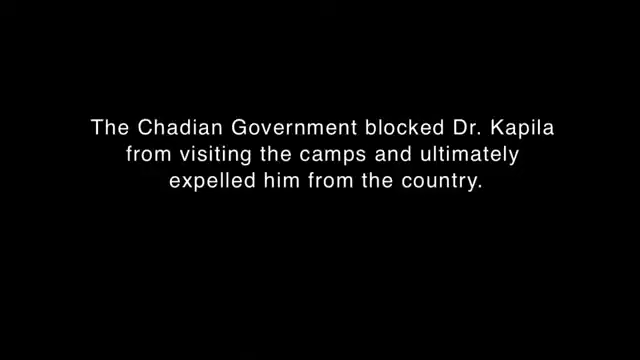 The Chadian Government blocked Dr. Kapila
from visiting the camps and ultimately
expelled him from the country.